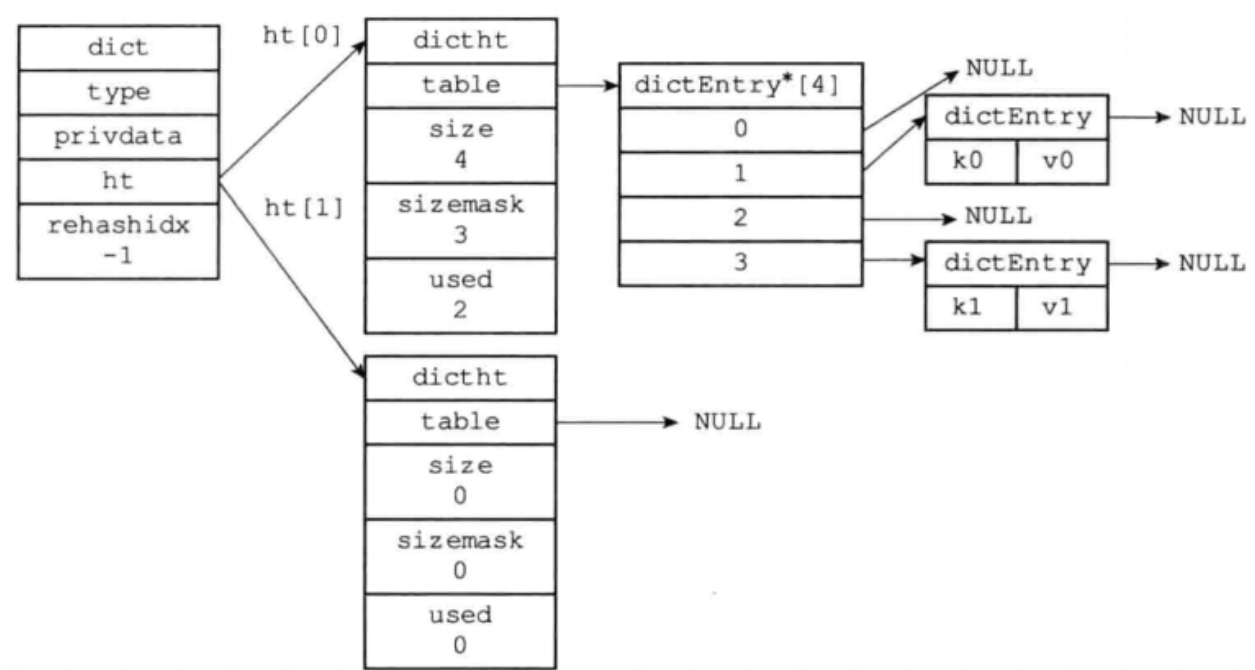 dict
type
privdata
ht
rehashidx
-1
ht[0]
ht[1]
dictht
table
size
4
sizemask
3
used
2
dictEntry*[4]
0
1
2
3
NULL
dictEntry
k0 v0
NULL
NULL
dictEntry
k1 v1
NULL
dictht
table
size
0
sizemask
0
used
0
NULL